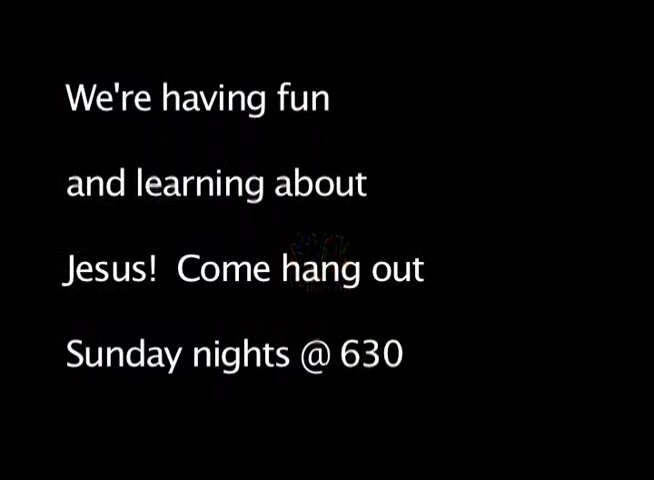 We're having fun
and learning about
Jesus!  Come hang out
Sunday nights @ 630